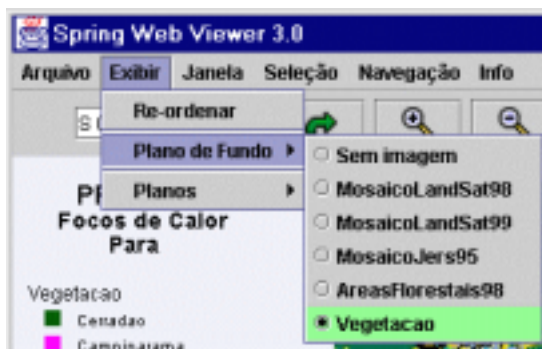 Spring Web Viewer 3.0
Arquivo Exibir Janela Seleção Navegação Info
Re-ordenar
Plano de Fundo
Planos
Sem imagem
MosaicoLandSat98
MosaicoLandSat99
MosaicoJers95
AreasFlorestais98
Vegetacao
Focos de Calor
Para
Vegetacao
Cerradao
Campinarama